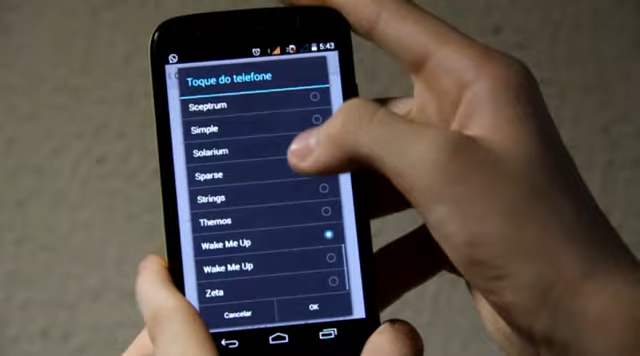 5:43
Toque do telefone
Sceptrum
Simple
Solarium
Sparse
Strings
Themos
Wake Me Up
Wake Me Up
Zeta
Cancelar OK